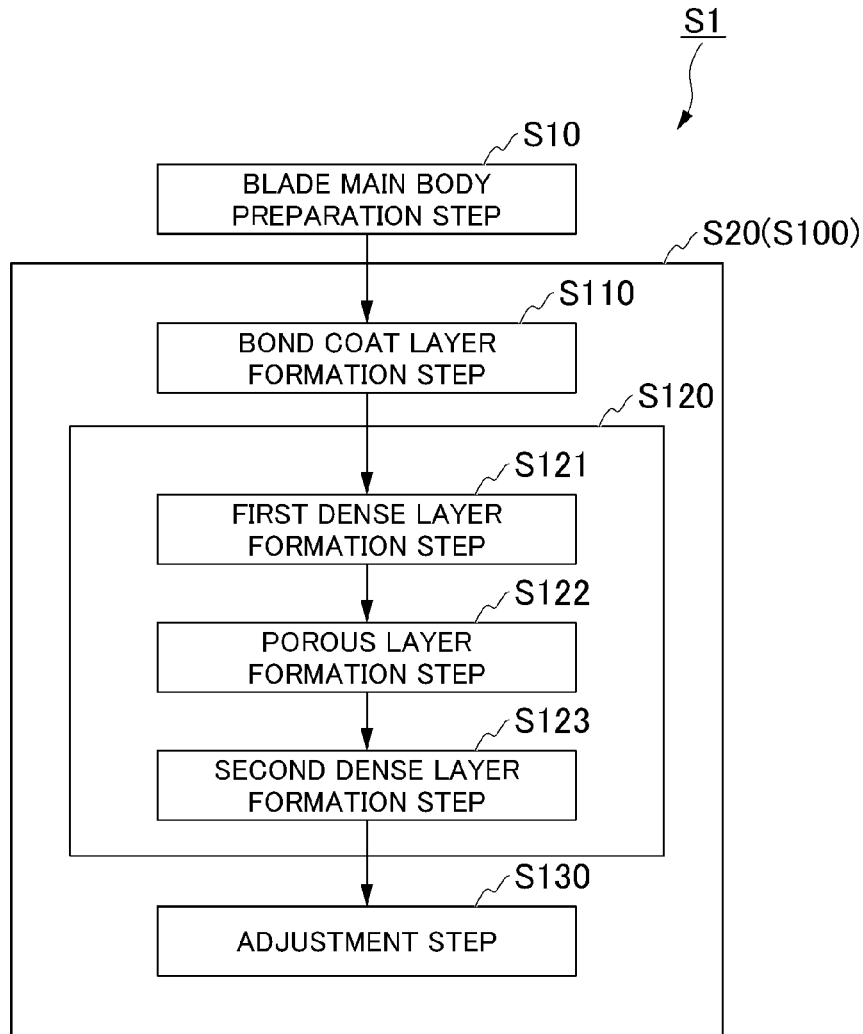 S1
S10
BLADE MAIN BODY
PREPARATION STEP
S20(S100)
S110
BOND COAT LAYER
FORMATION STEP
S120
S121
FIRST DENSE LAYER
FORMATION STEP
S122
POROUS LAYER
FORMATION STEP
S123
SECOND DENSE LAYER
FORMATION STEP
S130
ADJUSTMENT STEP